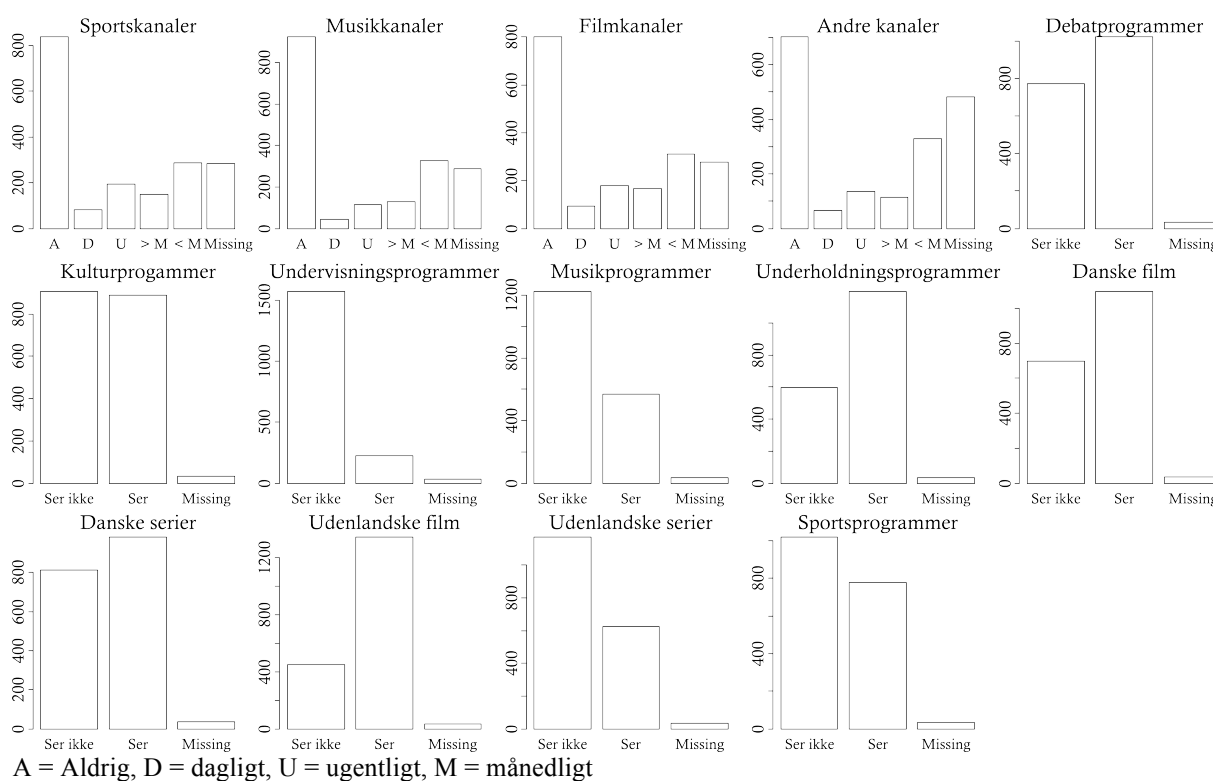 Sportskanaler
800
600
400
200
0
A D U > M < M Missing
Musikkanaler
800
600
400
200
0
A D U > M < M Missing
Filmkanaler
800
600
400
200
0
A D U > M < M Missing
Andre kanaler
600
400
200
0
A D U > M < M Missing
Debatprogrammer
800
400
0
Ser ikke Ser Missing
Kulturprogammer
800
600
400
200
0
Ser ikke Ser Missing
Undervisningsprogrammer
1500
1000
500
0
Ser ikke Ser Missing
Musikprogrammer
1200
800
400
0
Ser ikke Ser Missing
Underholdningsprogrammer
800
400
0
Ser ikke Ser Missing
Danske film
800
400
0
Ser ikke Ser Missing
Danske serier
800
600
400
200
0
Ser ikke Ser Missing
Udenlandske film
1200
800
400
0
Ser ikke Ser Missing
Udenlandske serier
800
400
0
Ser ikke Ser Missing
Sportsprogrammer
800
400
0
Ser ikke Ser Missing
A = Aldrig, D = dagligt, U = ugentligt, M = månedligt